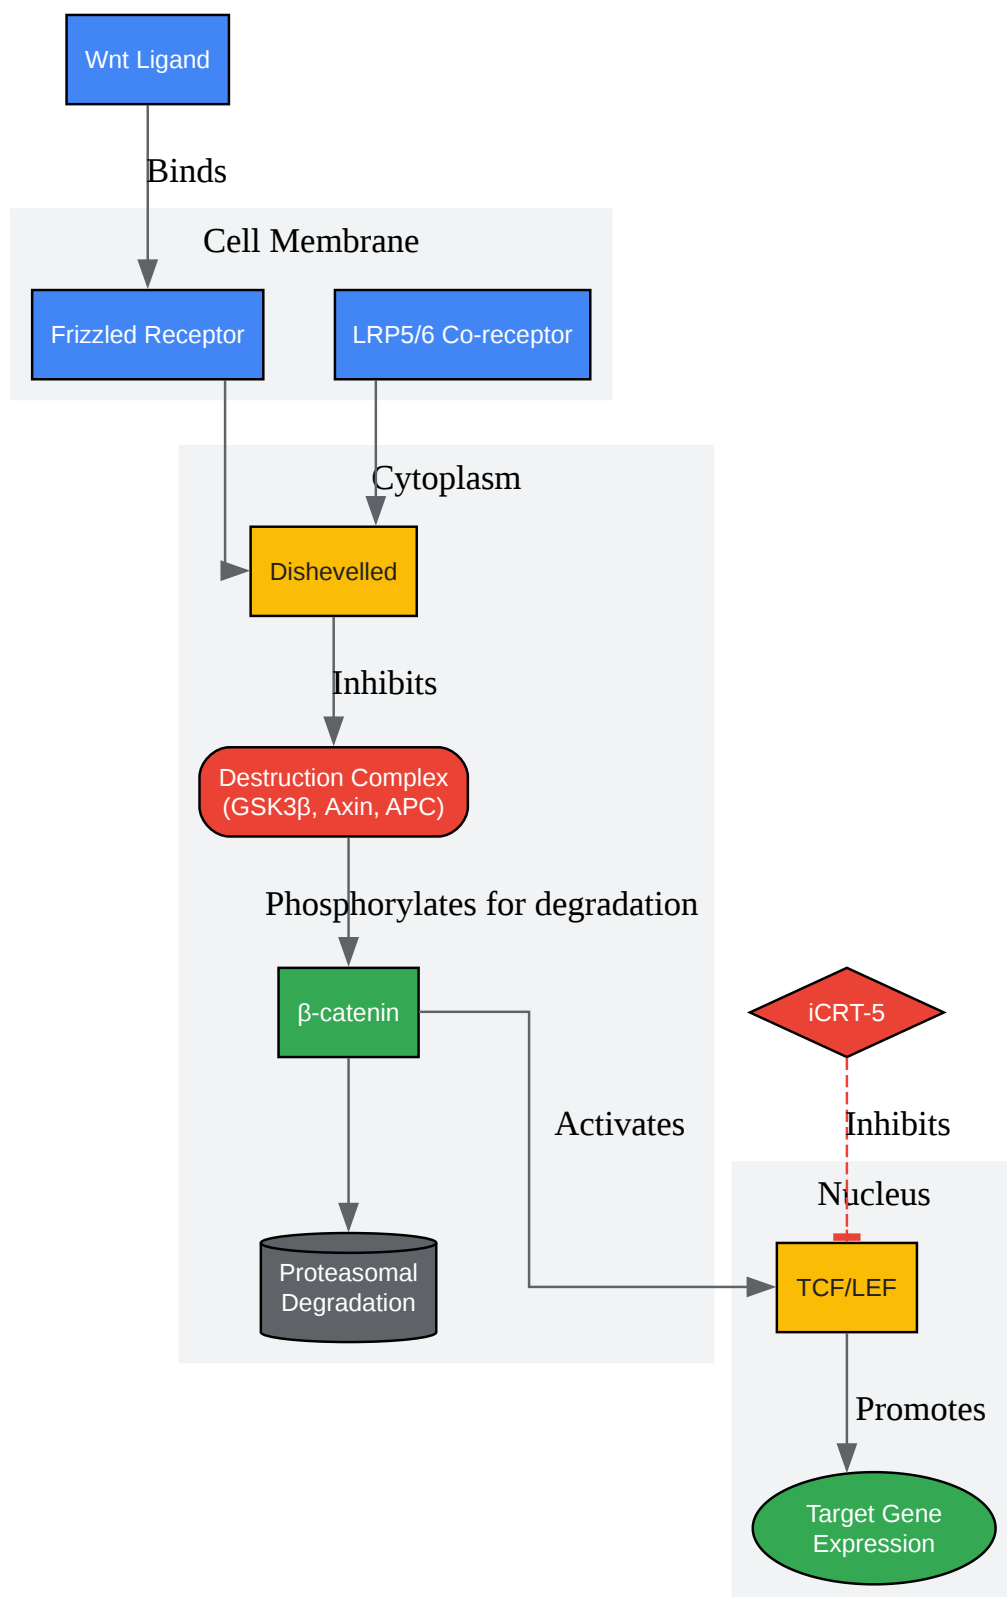 Wnt Ligand
Binds
Cell Membrane
Frizzled Receptor
LRP5/6 Co-receptor
Cytoplasm
Dishevelled
Inhibits
Destruction Complex
(GSK3β, Axin, APC)
Phosphorylates for degradation
β-catenin
iCRT-5
Activates
Inhibits
Nucleus
Proteasomal
Degradation
TCF/LEF
Promotes
Target Gene
Expression